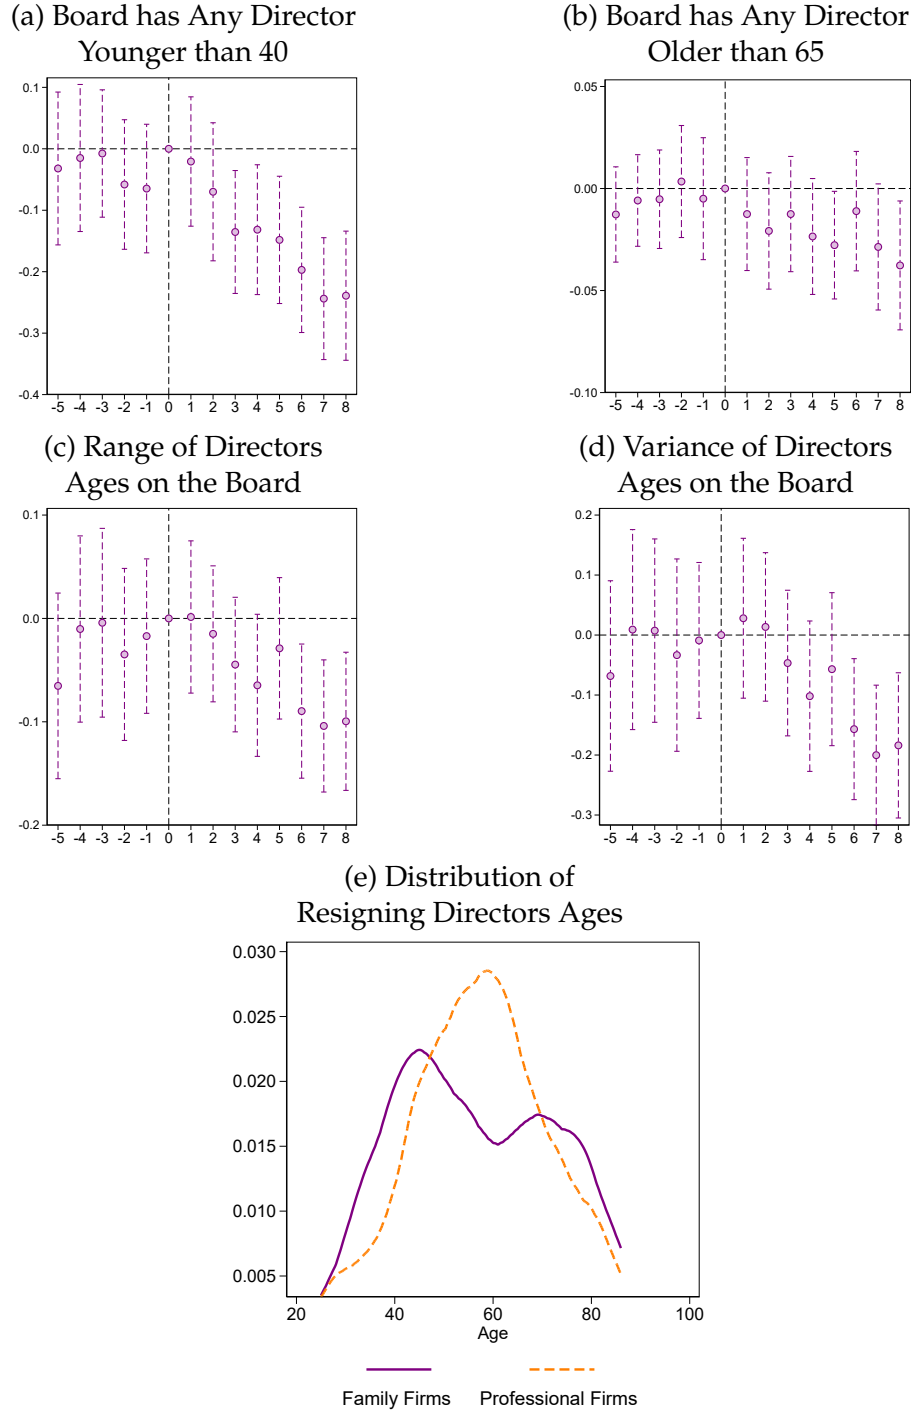 (a) Board has Any Director
Younger than 40
(b) Board has Any Director
Older than 65
0.1
0.0
-0.1
-0.2
-0.3
-0.4
-5 -4 -3 -2 -1 0 1 2 3 4 5 6 7 8
0.05
0.00
-0.05
-0.10
-5 -4 -3 -2 -1 0 1 2 3 4 5 6 7 8
(c) Range of Directors
Ages on the Board
(d) Variance of Directors
Ages on the Board
0.1
0.0
-0.1
-0.2
-5 -4 -3 -2 -1 0 1 2 3 4 5 6 7 8
0.2
0.1
0.0
-0.1
-0.2
-0.3
-5 -4 -3 -2 -1 0 1 2 3 4 5 6 7 8
(e) Distribution of
Resigning Directors Ages
0.030
0.025
0.020
0.015
0.010
0.005
20 40 60 80 100
Age
Family Firms Professional Firms